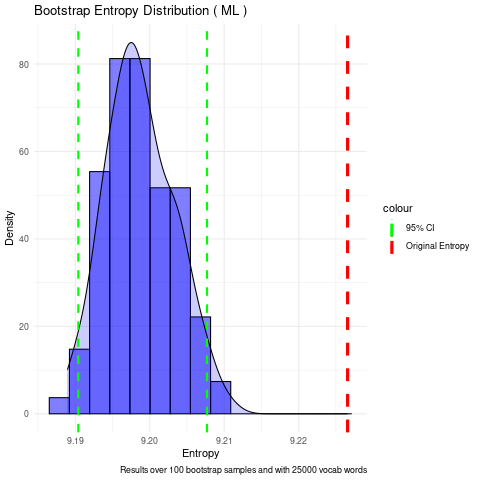 Bootstrap Entropy Distribution ( ML )
80
60
40
20
0
Density
9.19 9.20 9.21 9.22
Entropy
colour
95% CI
Original Entropy
Results over 100 bootstrap samples and with 25000 vocab words